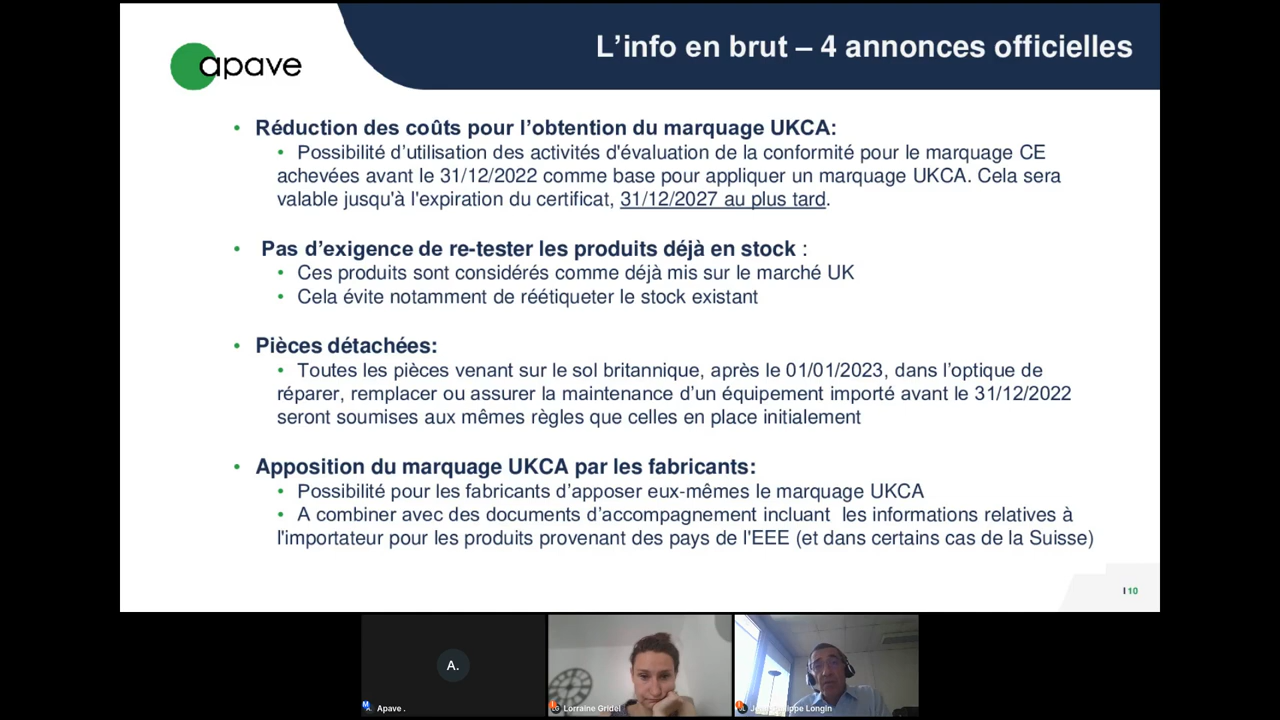 apave
L’info en brut – 4 annonces officielles
• Réduction des coûts pour l’obtention du marquage UKCA:
• Possibilité d’utilisation des activités d'évaluation de la conformité pour le marquage CE
achevées avant le 31/12/2022 comme base pour appliquer un marquage UKCA. Cela sera
valable jusqu'à l'expiration du certificat, 31/12/2027 au plus tard.
• Pas d’exigence de re-tester les produits déjà en stock :
• Ces produits sont considérés comme déjà mis sur le marché UK
• Cela évite notamment de réétiqueter le stock existant
• Pièces détachées:
• Toutes les pièces venant sur le sol britannique, après le 01/01/2023, dans l’optique de
réparer, remplacer ou assurer la maintenance d’un équipement importé avant le 31/12/2022
seront soumises aux mêmes règles que celles en place initialement
• Apposition du marquage UKCA par les fabricants:
• Possibilité pour les fabricants d’apposer eux-mêmes le marquage UKCA
• A combiner avec des documents d’accompagnement incluant les informations relatives à
l'importateur pour les produits provenant des pays de l'EEE (et dans certains cas de la Suisse)
I 10
A.
Apave .
Lorraine Gridel
Longin